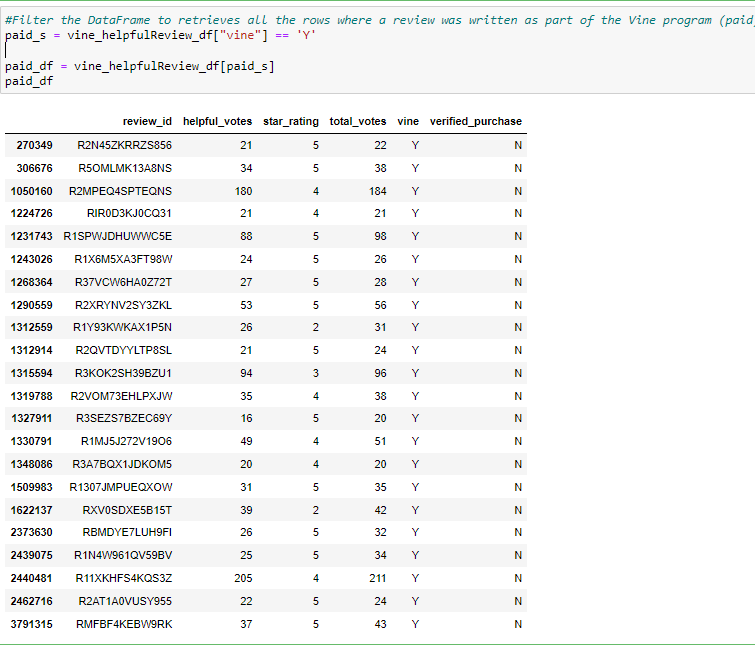 #Filter the DataFrame to retrieves all the rows where a review was written as part of the Vine program (paid
paid_s = vine_helpfulReview_df["vine"] == 'Y'
paid_df = vine_helpfulReview_df[paid_s]
paid_df
review_id helpful_votes star_rating total_votes vine verified_purchase
270349 R2N45ZKRRZS856 21 5 22 Y N
306676 R5OMLMK13A8NS 34 5 38 Y N
1050160 R2MPEQ4SPTEQNS 180 4 184 Y N
1224726 RIR0D3KJ0CQ31 21 4 21 Y N
1231743 R1SPWJDHUWWC5E 88 5 98 Y N
1243026 R1X6M5XA3FT98W 24 5 26 Y N
1268364 R37VCW6HA0Z72T 27 5 28 Y N
1290559 R2XRYNV2SY3ZKL 53 5 56 Y N
1312559 R1Y93KWKAX1P5N 26 2 31 Y N
1312914 R2QVTDYYLTP8SL 21 5 24 Y N
1315594 R3KOK2SH39BZU1 94 3 96 Y N
1319788 R2VOM73EHLPXJW 35 4 38 Y N
1327911 R3SEZS7BZEC69Y 16 5 20 Y N
1330791 R1MJ5J272V19O6 49 4 51 Y N
1348086 R3A7BQX1JDKOM5 20 4 20 Y N
1509983 R1307JMPUEQXOW 31 5 35 Y N
1622137 RXV0SDXE5B15T 39 2 42 Y N
2373630 RBMDYE7LUH9FI 26 5 32 Y N
2439075 R1N4W961QV59BV 25 5 34 Y N
2440481 R11XKHFS4KQS3Z 205 4 211 Y N
2462716 R2AT1A0VUSY955 22 5 24 Y N
3791315 RMFBF4KEBW9RK 37 5 43 Y N